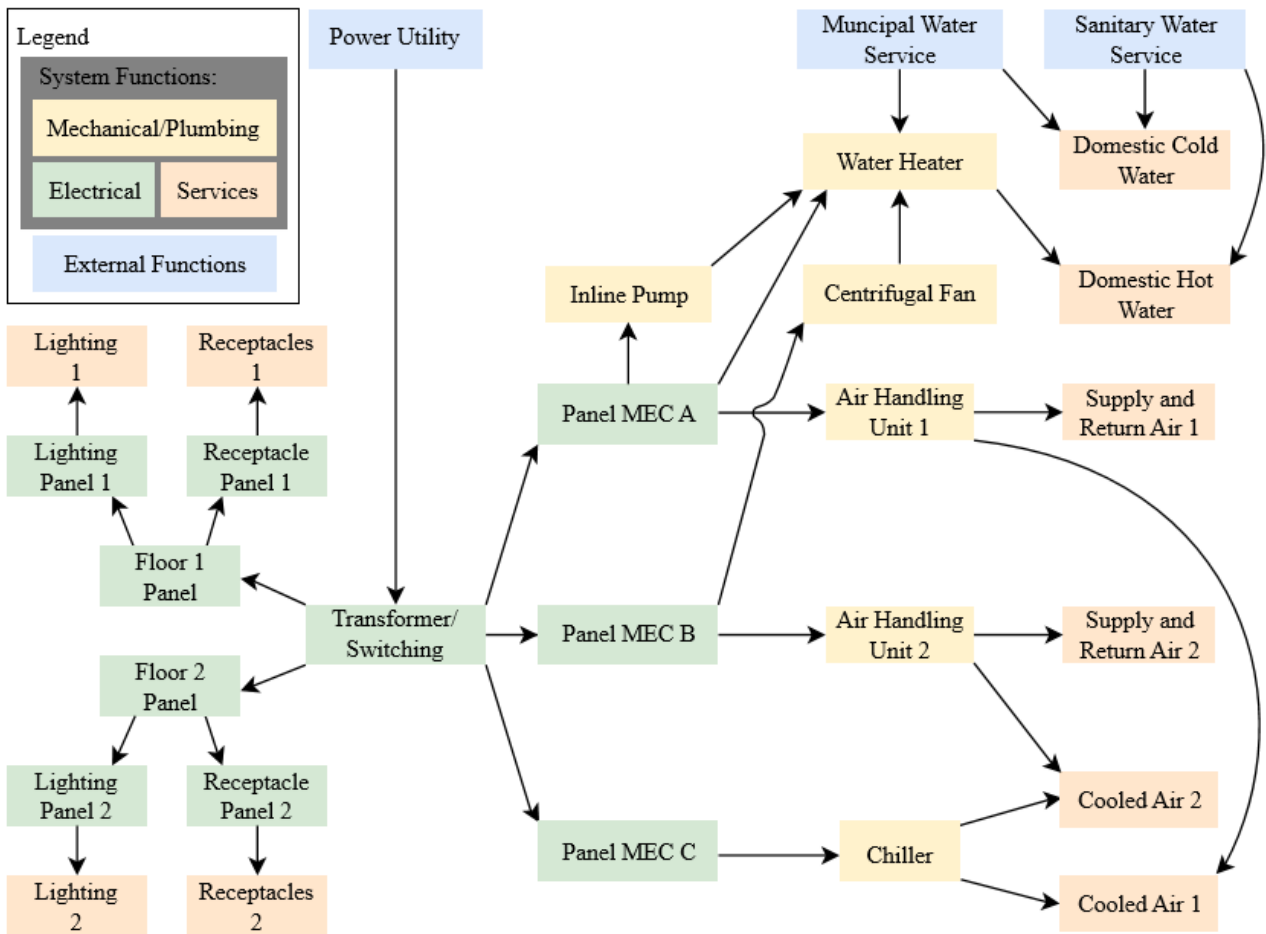 Legend
System Functions:
Mechanical/Plumbing
Electrical
Services
External Functions
Power Utility
Muncipal Water
Service
Sanitary Water
Service
Water Heater
Domestic Cold
Water
Inline Pump
Centrifugal Fan
Domestic Hot
Water
Lighting
1
Receptacles
1
Lighting
Panel 1
Receptacle
Panel 1
Floor 1
Panel
Panel MEC A
Air Handling
Unit 1
Supply and
Return Air 1
Transformer/
Switching
Panel MEC B
Air Handling
Unit 2
Supply and
Return Air 2
Floor 2
Panel
Lighting
Panel 2
Receptacle
Panel 2
Lighting
2
Receptacles
2
Panel MEC C
Chiller
Cooled Air 2
Cooled Air 1